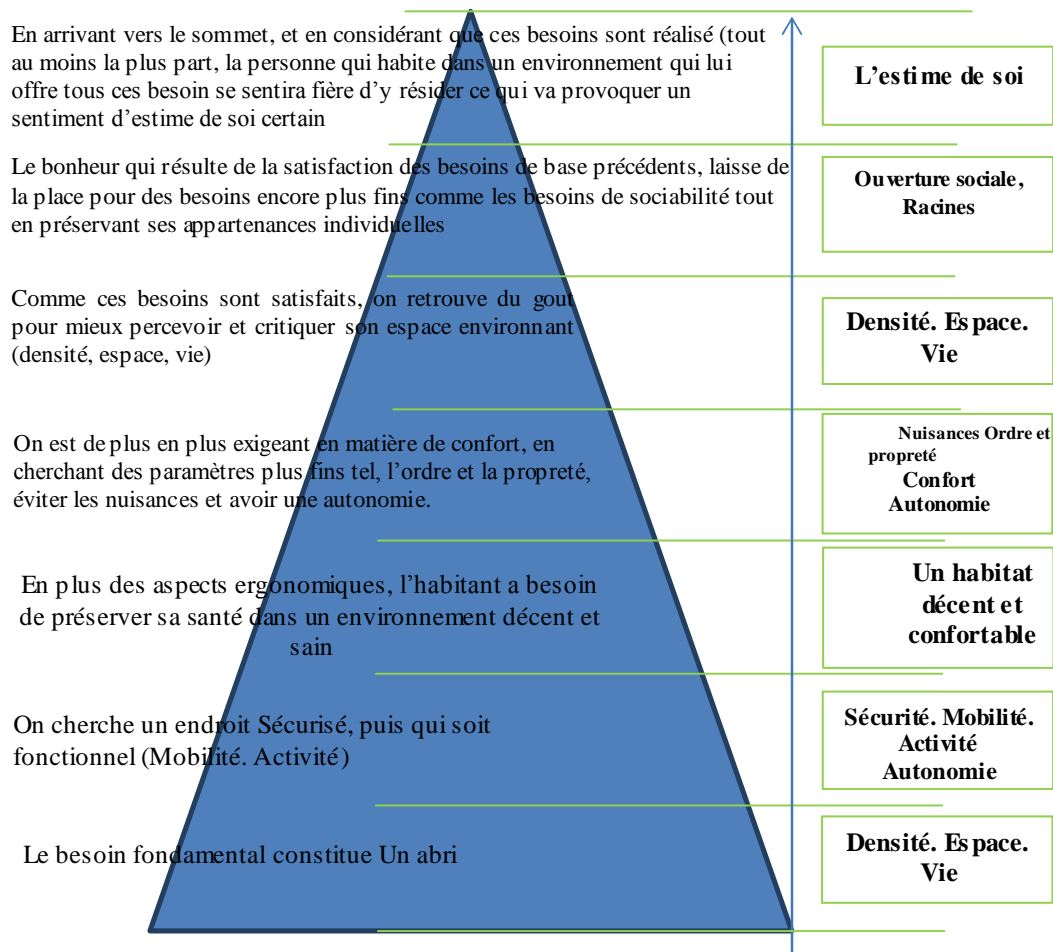 En arrivant vers le sommet, et en considérant que ces besoins sont réalisé (tout
au moins la plus part, la personne qui habite dans un environnement qui lui
offre tous ces besoin se sentira fière d'y résider ce qui va provoquer un
sentiment d'estime de soi certain
L'estime de soi
Le bonheur qui résulte de la satisfaction des besoins de base précédents, laisse de
la place pour des besoins encore plus fins comme les besoins de sociabilité tout
en préservant ses appartenances individuelles
Ouverture sociale,
Racines
Comme ces besoins sont satisfaits, on retrouve du gout
pour mieux percevoir et critiquer son espace environnant
(densité, espace, vie)
Densité. Espace.
Vie
On est de plus en plus exigeant en matière de confort, en
cherchant des paramètres plus fins tel, l'ordre et la propreté,
éviter les nuisances et avoir une autonomie.
Nuisances Ordre et
propreté
Confort
Autonomie
En plus des aspects ergonomiques, l'habitant a besoin
de préserver sa santé dans un environnement décent et
sain
Un habitat
décent et
confortable
On cherche un endroit Sécurisé, puis qui soit
fonctionnel (Mobilité. Activité)
Sécurité. Mobilité.
Activité
Autonomie
Le besoin fondamental constitue Un abri
Densité. Espace.
Vie